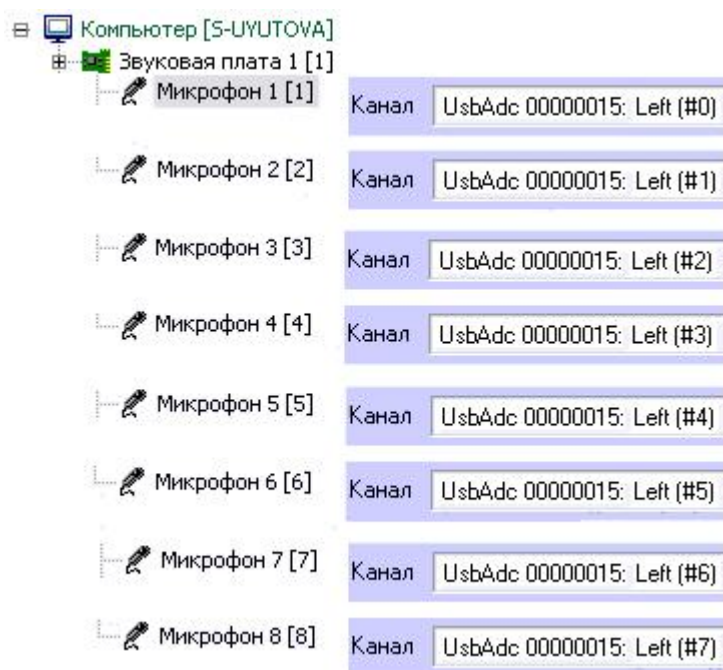 Компьютер [S-UYUTOVA]
Звуковая плата 1 [1]
Микрофон 1 [1] Канал UsbAdc 00000015: Left (#0)
Микрофон 2 [2] Канал UsbAdc 00000015: Left (#1)
Микрофон 3 [3] Канал UsbAdc 00000015: Left (#2)
Микрофон 4 [4] Канал UsbAdc 00000015: Left (#3)
Микрофон 5 [5] Канал UsbAdc 00000015: Left (#4)
Микрофон 6 [6] Канал UsbAdc 00000015: Left (#5)
Микрофон 7 [7] Канал UsbAdc 00000015: Left (#6)
Микрофон 8 [8] Канал UsbAdc 00000015: Left (#7)